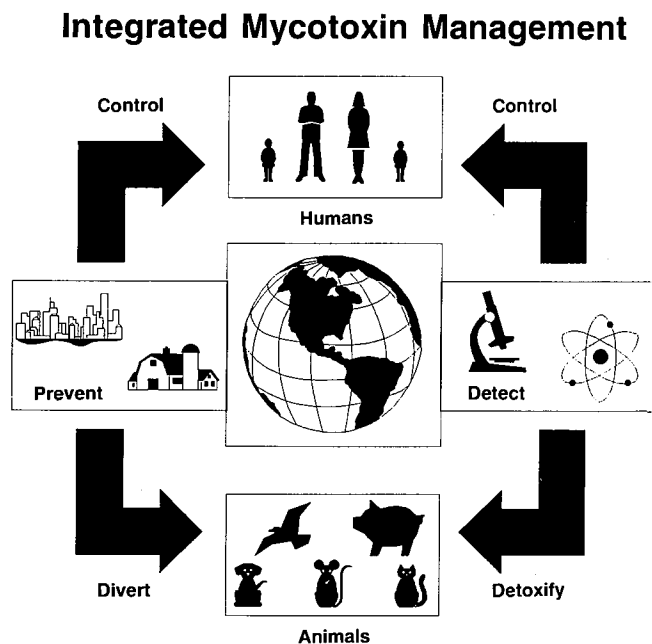 Integrated Mycotoxin Management
Control
Control
Humans
Prevent
Detect
Divert
Detoxify
Animals